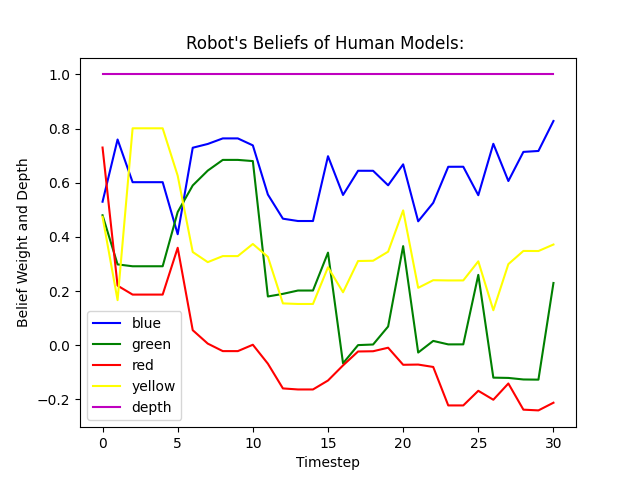 Robot's Beliefs of Human Models:
Belief Weight and Depth
1.0
0.8
0.6
0.4
0.2
0.0
−0.2
blue
green
red
yellow
depth
0 5 10 15 20 25 30
Timestep